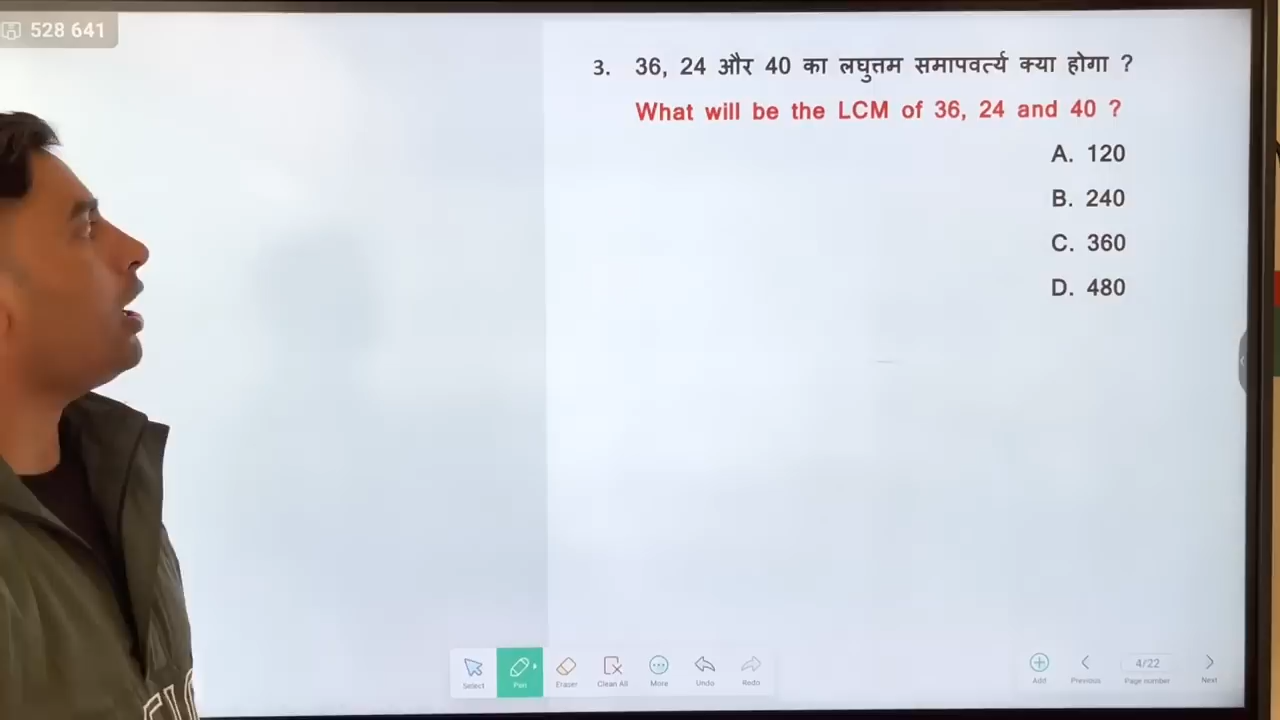 528 641
3. 36, 24 और 40 का लघुत्तम समापवर्त्य क्या होगा ?
What will be the LCM of 36, 24 and 40 ?
A. 120
B. 240
C. 360
D. 480
Select Pen Eraser Clean All More Undo Redo
Add Previous 4/22 Page number Next